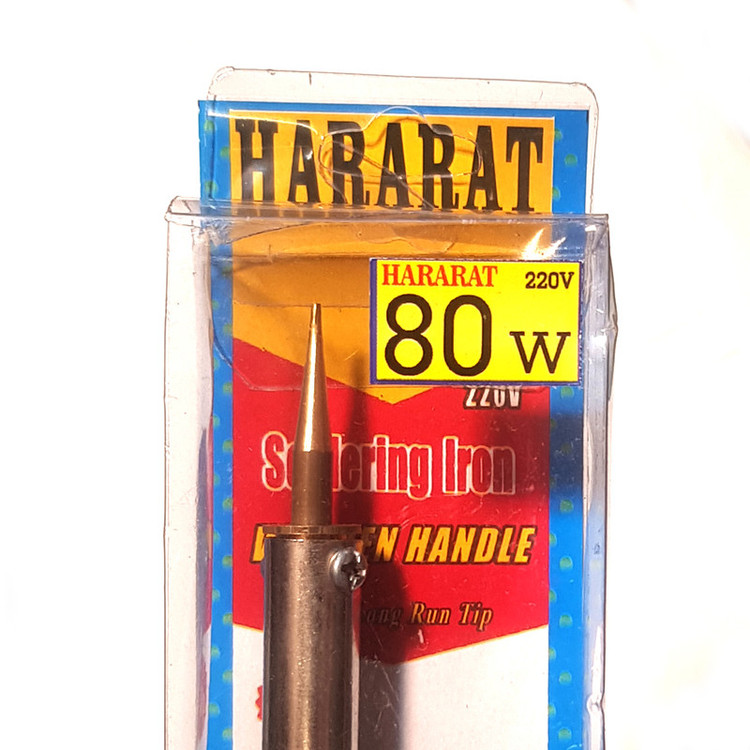 HARARAT
HARARAT 220V
80 W
220V
Soldering Iron
HANDLE
Run Tip